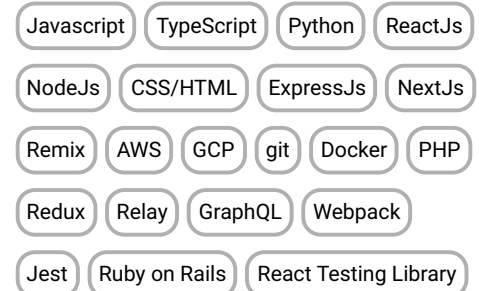 Javascript TypeScript Python ReactJs
NodeJs CSS/HTML ExpressJs NextJs
Remix AWS GCP git Docker PHP
Redux Relay GraphQL Webpack
Jest Ruby on Rails React Testing Library